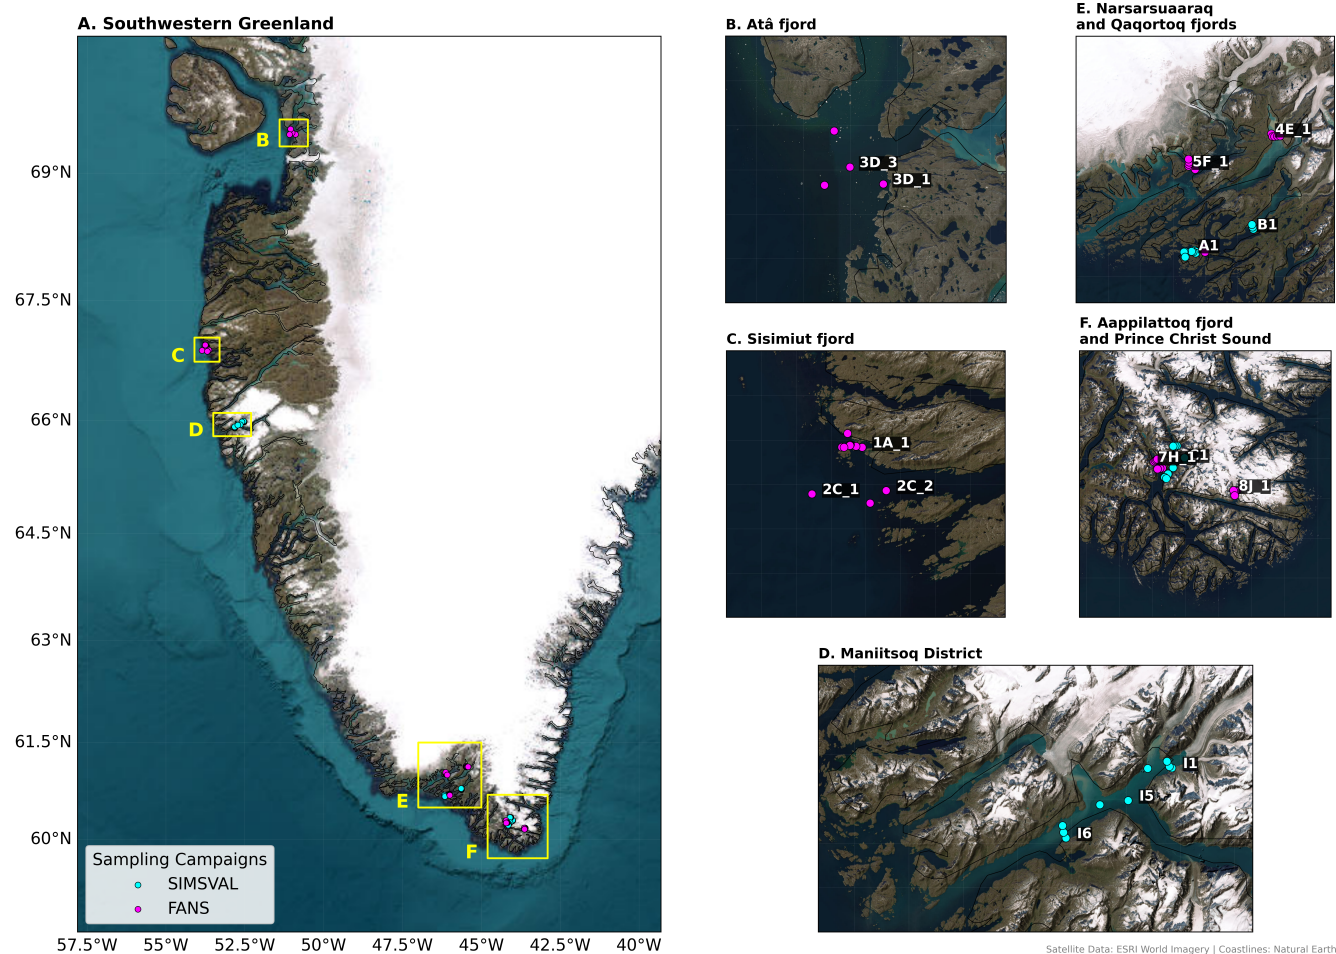 A. Southwestern Greenland
69°N
67.5°N
66°N
64.5°N
63°N
61.5°N
60°N
B
C
D
E
F
Sampling Campaigns
SIMSVAL
FANS
57.5°W 55°W 52.5°W 50°W 47.5°W 45°W 42.5°W 40°W
B. Atâ fjord
3D_3
3D_1
E. Narsarsuaaraq
and Qaqortoq fjords
4E_1
5F_1
B1
A1
C. Sisimiut fjord
1A_1
2C_1
2C_2
F. Aappilattoq fjord
and Prince Christ Sound
7H_1
8J_1
D. Maniitsoq District
I1
I5
I6
Satellite Data: ESRI World Imagery | Coastlines: Natural Earth